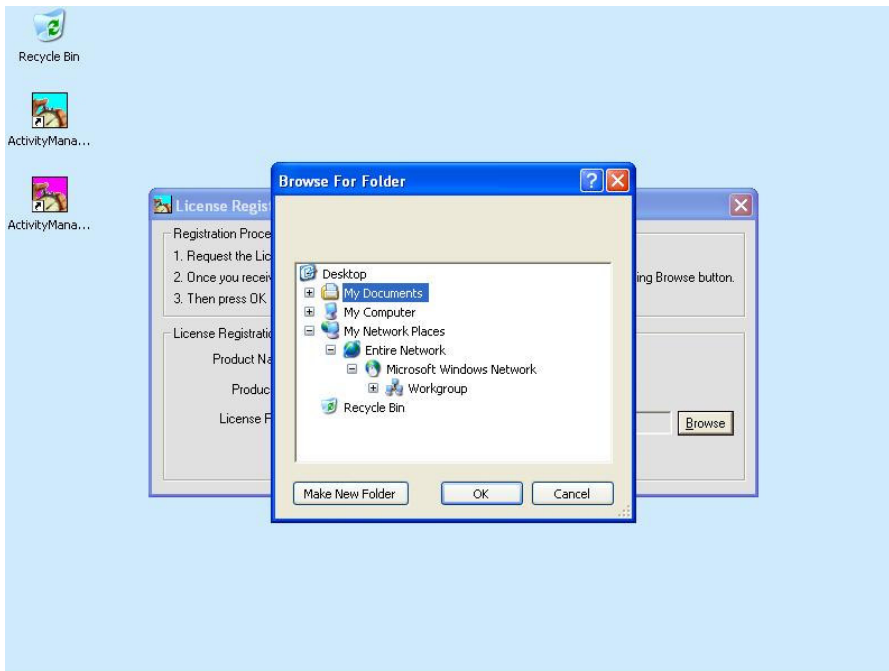 Recycle Bin
ActivityMana...
ActivityMana...
Browse For Folder
Desktop
My Documents
My Computer
My Network Places
Entire Network
Microsoft Windows Network
Workgroup
Recycle Bin
Make New Folder
OK
Cancel
License Regist
Registration Proce
1. Request the Lic
2. Once you receiv
ing Browse button.
3. Then press OK
License Registratio
Product Na
Produc
License F
Browse